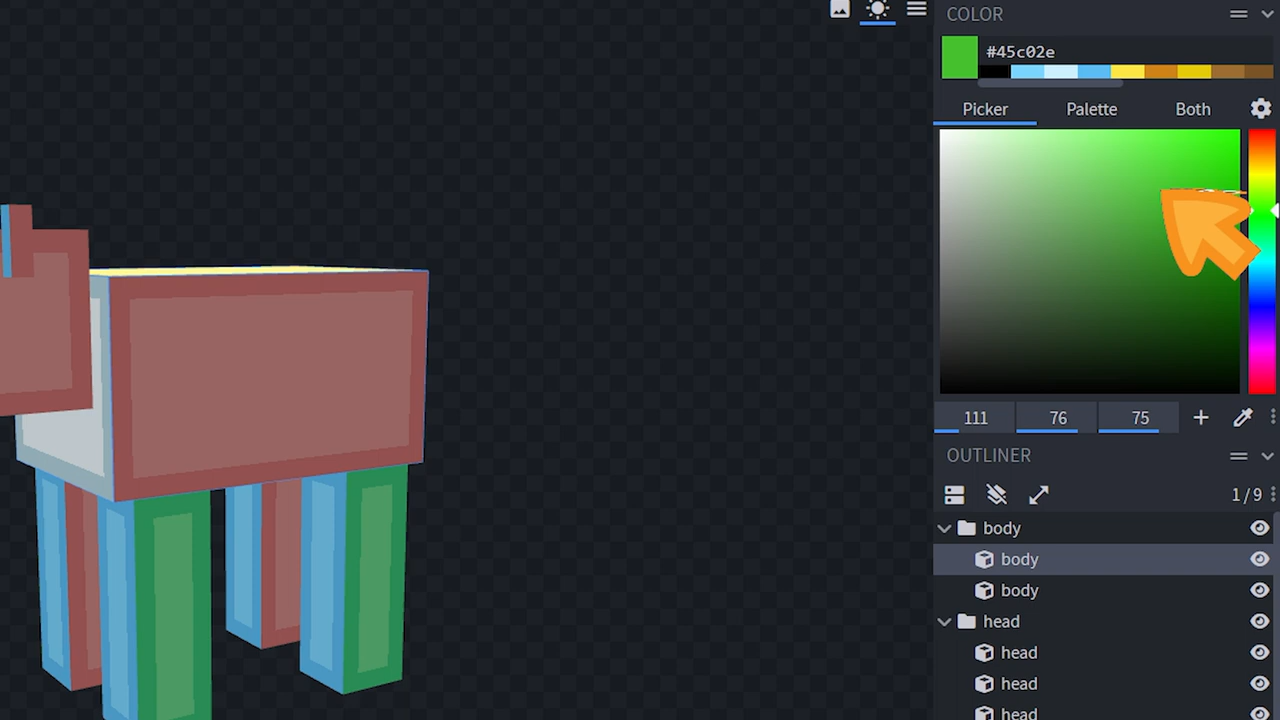 COLOR
#45c02e
Picker Palette Both
111 76 75
OUTLINER
1/9
body
body
body
head
head
head
head